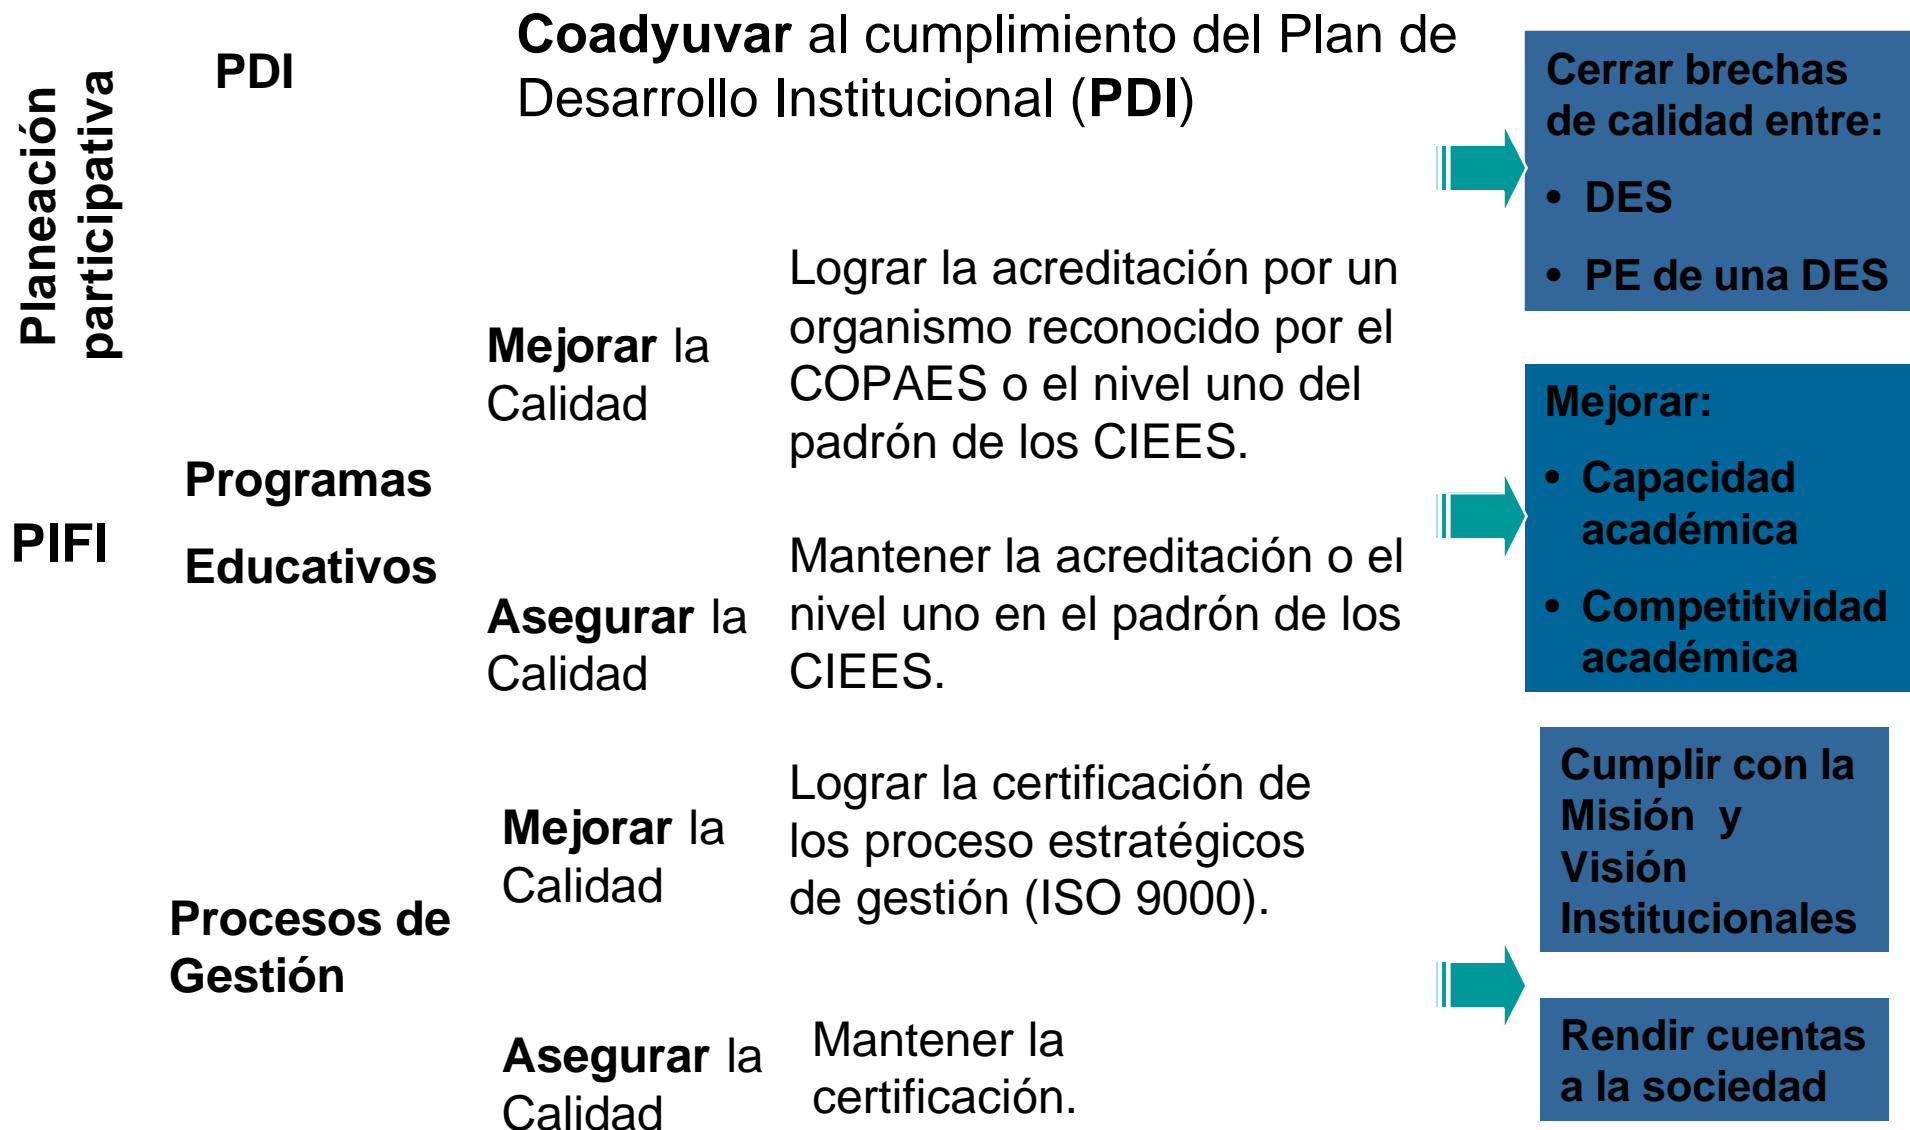 Planeación
participativa
PDI
Coadyuvar al cumplimiento del Plan de
Desarrollo Institucional (PDI)
Cerrar brechas
de calidad entre:
• DES
• PE de una DES
PIFI
Programas
Educativos
Mejorar la
Calidad
Lograr la acreditación por un
organismo reconocido por el
COPAES o el nivel uno del
padrón de los CIEES.
Asegurar la
Calidad
Mantener la acreditación o el
nivel uno en el padrón de los
CIEES.
Mejorar:
• Capacidad
académica
• Competitividad
académica
Procesos de
Gestión
Mejorar la
Calidad
Lograr la certificación de
los proceso estratégicos
de gestión (ISO 9000).
Asegurar la
Calidad
Mantener la
certificación.
Cumplir con la
Misión y
Visión
Institucionales
Rendir cuentas
a la sociedad